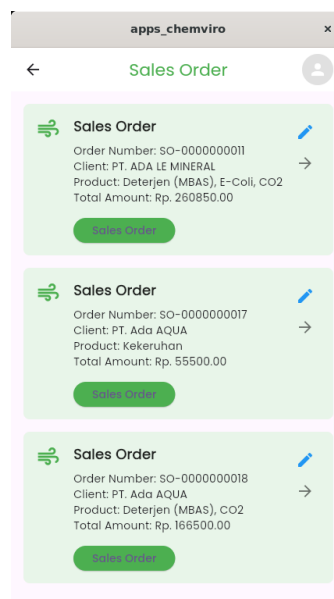 apps_chemviro ×
Sales Order
Sales Order
Order Number: SO-0000000011
Client: PT. ADA LE MINERAL
Product: Deterjen (MBAS), E-Coli, CO2
Total Amount: Rp. 260850.00
Sales Order
Sales Order
Order Number: SO-0000000017
Client: PT. Ada AQUA
Product: Kekeruhan
Total Amount: Rp. 55500.00
Sales Order
Sales Order
Order Number: SO-0000000018
Client: PT. Ada AQUA
Product: Deterjen (MBAS), CO2
Total Amount: Rp. 166500.00
Sales Order